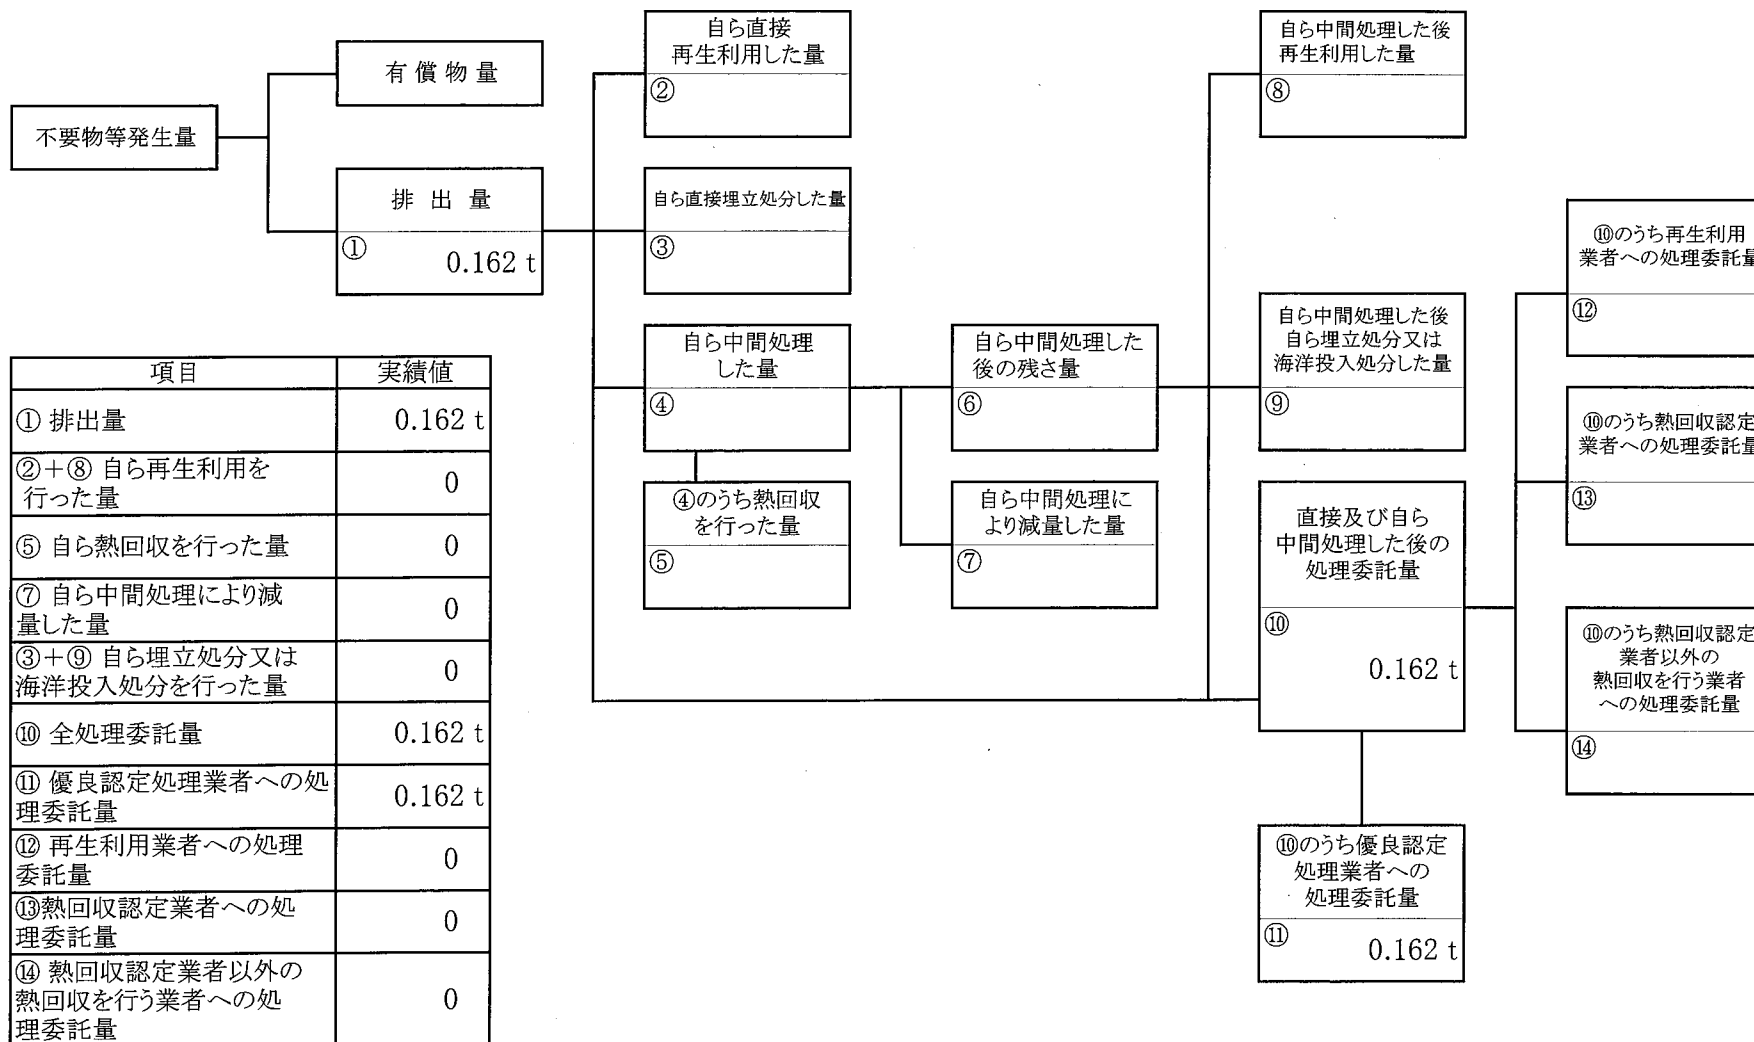 不要物等発生量
有償物量
排出量
①
0.162 t
自ら直接
再生利用した量
②
自ら直接埋立処分した量
③
自ら中間処理
した量
④
④のうち熱回収
を行った量
⑤
自ら中間処理した
後の残さ量
⑥
自ら中間処理に
より減量した量
⑦
自ら中間処理した後
再生利用した量
⑧
自ら中間処理した後
自ら埋立処分又は
海洋投入処分した量
⑨
直接及び自ら
中間処理した後の
処理委託量
⑩
0.162 t
⑩のうち優良認定
処理業者への
処理委託量
⑪
0.162 t
⑩のうち再生利用
業者への処理委託量
⑫
⑩のうち熱回収認定
業者への処理委託量
⑬
⑩のうち熱回収認定
業者以外の
熱回収を行う業者
への処理委託量
⑭
項目 実績値
① 排出量 0.162 t
②+⑧ 自ら再生利用を
行った量 0
⑤ 自ら熱回収を行った量 0
⑦ 自ら中間処理により減
量した量 0
③+⑨ 自ら埋立処分又は
海洋投入処分を行った量 0
⑩ 全処理委託量 0.162 t
⑪ 優良認定処理業者への処
理委託量 0.162 t
⑫ 再生利用業者への処理
委託量 0
⑬熱回収認定業者への処
理委託量 0
⑭ 熱回収認定業者以外の
熱回収を行う業者への処
理委託量 0